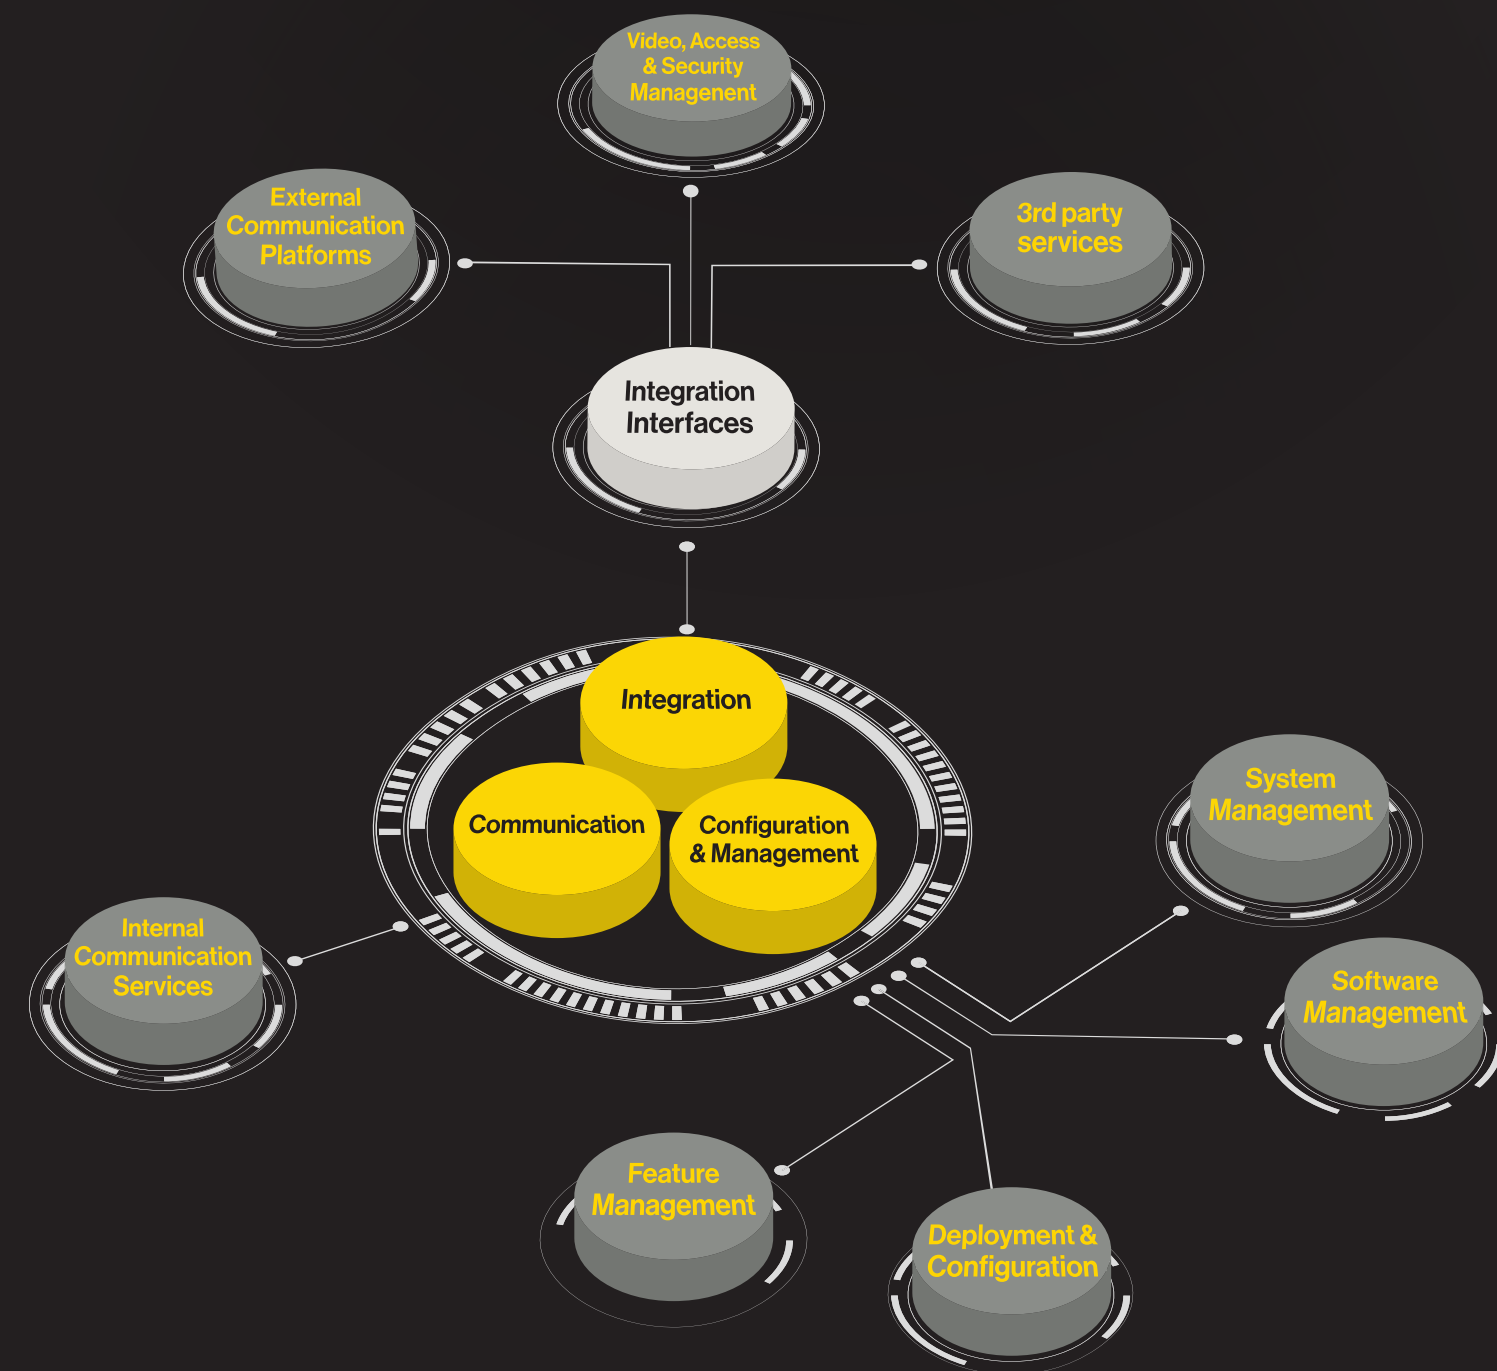 Video, Access
& Security
Managenent
External
Communication
Platforms
3rd party
services
Integration
Interfaces
Integration
Communication
Configuration
& Management
System
Management
Internal
Communication
Services
Software
Management
Feature
Management
Deployment &
Configuration